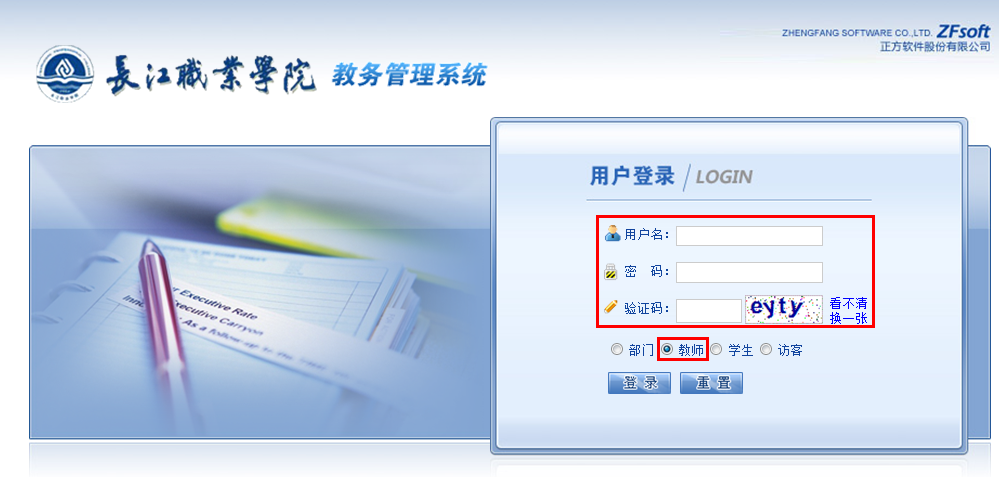 ZHENGFANG SOFTWARE CO.,LTD. ZFsoft
正方软件股份有限公司
長江職業學院 教务管理系统
用户登录 / LOGIN
用户名：
密 码：
验证码： eyty 看不清
换一张
部门 教师 学生 访客
登 录 重 置
er Executive Rate
Executive Carryon
As a follow-up to the